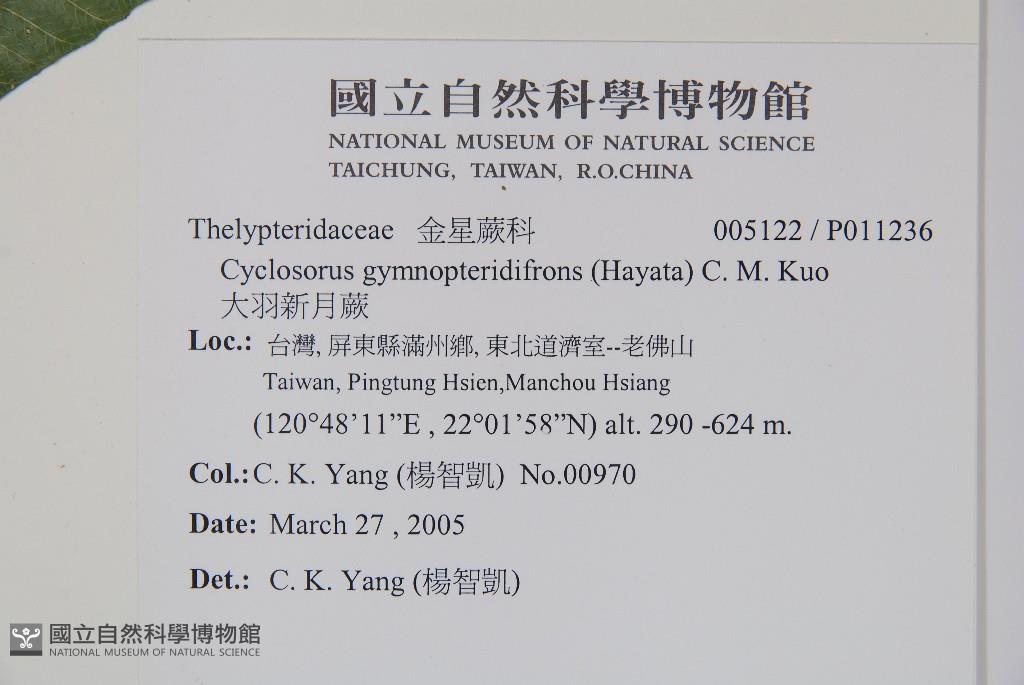 國立自然科學博物館
NATIONAL MUSEUM OF NATURAL SCIENCE
TAICHUNG, TAIWAN, R.O.CHINA
Thelypteridaceae 金星蕨科 005122 / P011236
Cyclosorus gymnopteridifrons (Hayata) C. M. Kuo
大羽新月蕨
Loc.: 台灣, 屏東縣滿州鄉, 東北道濟室--老佛山
Taiwan, Pingtung Hsien,Manchou Hsiang
(120°48’11”E , 22°01’58”N) alt. 290 -624 m.
Col.: C. K. Yang (楊智凱) No.00970
Date: March 27 , 2005
Det.: C. K. Yang (楊智凱)
國立自然科學博物館
NATIONAL MUSEUM OF NATURAL SCIENCE